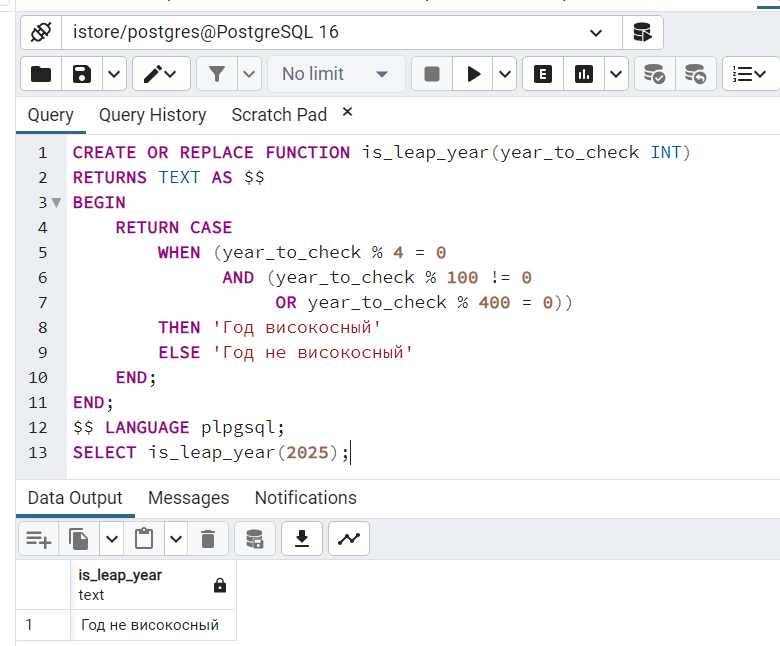 istore/postgres@PostgreSQL 16
No limit
E
Query Query History Scratch Pad ×
1 CREATE OR REPLACE FUNCTION is_leap_year(year_to_check INT)
2 RETURNS TEXT AS $$
3 BEGIN
4 RETURN CASE
5 WHEN (year_to_check % 4 = 0
6 AND (year_to_check % 100 != 0
7 OR year_to_check % 400 = 0))
8 THEN 'Год високосный'
9 ELSE 'Год не високосный'
10 END;
11 END;
12 $$ LANGUAGE plpgsql;
13 SELECT is_leap_year(2025);
Data Output Messages Notifications
is_leap_year
text
1 Год не високосный